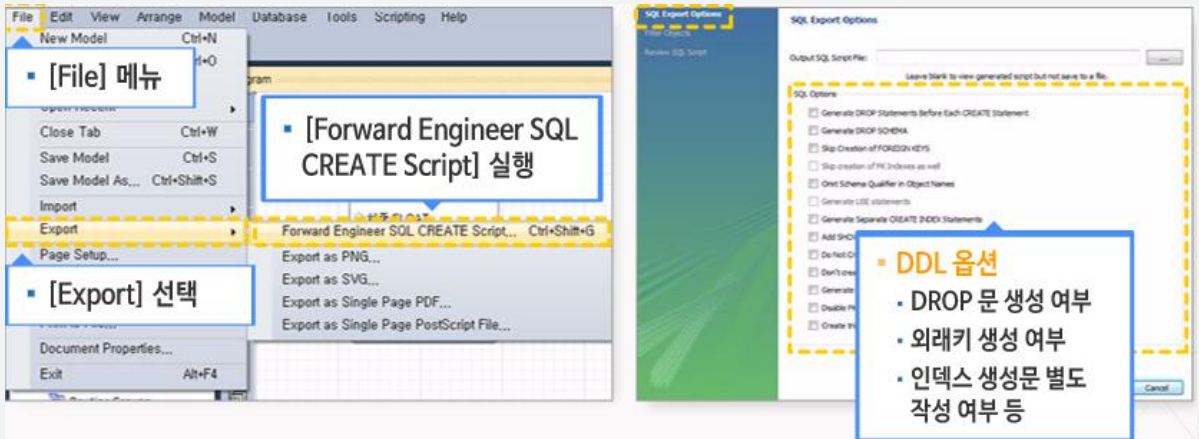 File Edit View Arrange Model Database Tools Scripting Help
New Model Ctrl+N
▪ [File] 메뉴
Close Tab Ctrl+W
Save Model Ctrl+S
Save Model As... Ctrl+Shift+S
Import
Export
Page Setup...
▪ [Export] 선택
Document Properties...
Exit Alt+F4
▪ [Forward Engineer SQL
CREATE Script] 실행
Forward Engineer SQL CREATE Script... Ctrl+Shift+G
Export as PNG...
Export as SVG...
Export as Single Page PDF...
Export as Single Page PostScript File...
SQL Export Options
Filter Objects
Review SQL Script
SQL Export Options
Output SQL Script File:
...
Leave blank to view generated script but not save to a file.
SQL Options
Generate DROP Statements Before Each CREATE Statement
Generate DROP SCHEMA
Skip Creation of FOREIGN KEYS
Skip creation of FK Indexes as well
Omit Schema Qualifier in Object Names
Generate USE statements
Generate Separate CREATE INDEX Statements
Add
Do Not
Don't
Generate
Disable
Create
▪ DDL 옵션
· DROP 문 생성 여부
· 외래키 생성 여부
· 인덱스 생성문 별도
작성 여부 등
Cancel